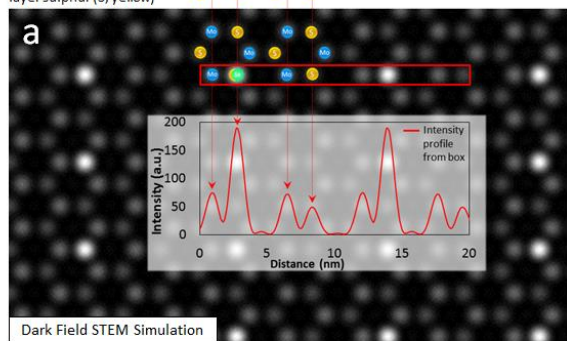 layer sulphur (S/yellow)
a
Mo S Mo S
S Mo S Mo
Mo Mo S
200
150
100
50
0
Intensity (a.u.)
Intensity
profile
from box
0 5 10 15 20
Distance (nm)
Dark Field STEM Simulation